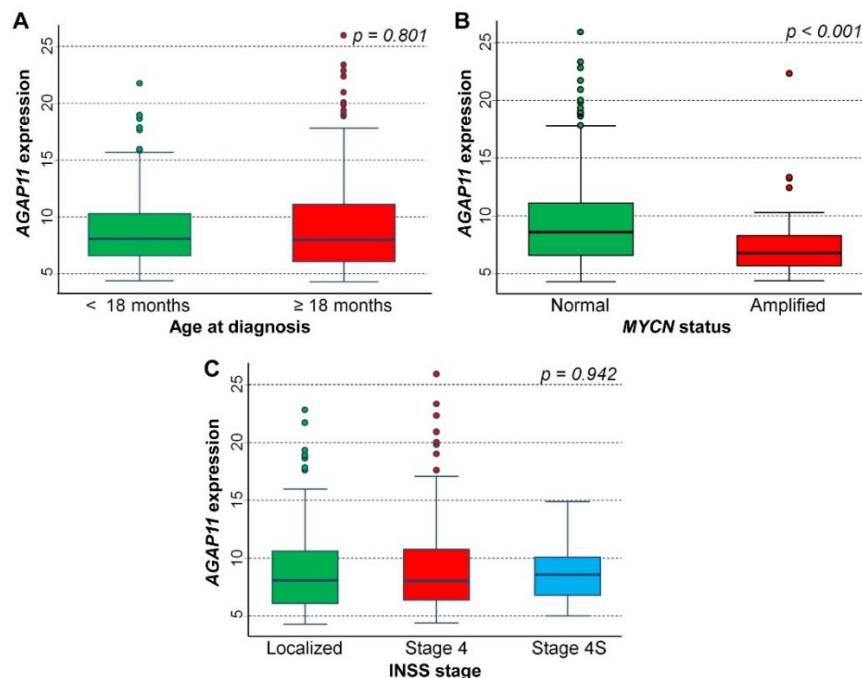 A
p = 0.801
AGAP11 expression
25
20
15
10
5
< 18 months
≥ 18 months
Age at diagnosis
B
p < 0.001
AGAP11 expression
25
20
15
10
5
Normal
Amplified
MYCN status
C
p = 0.942
AGAP11 expression
25
20
15
10
5
Localized
Stage 4
Stage 4S
INSS stage